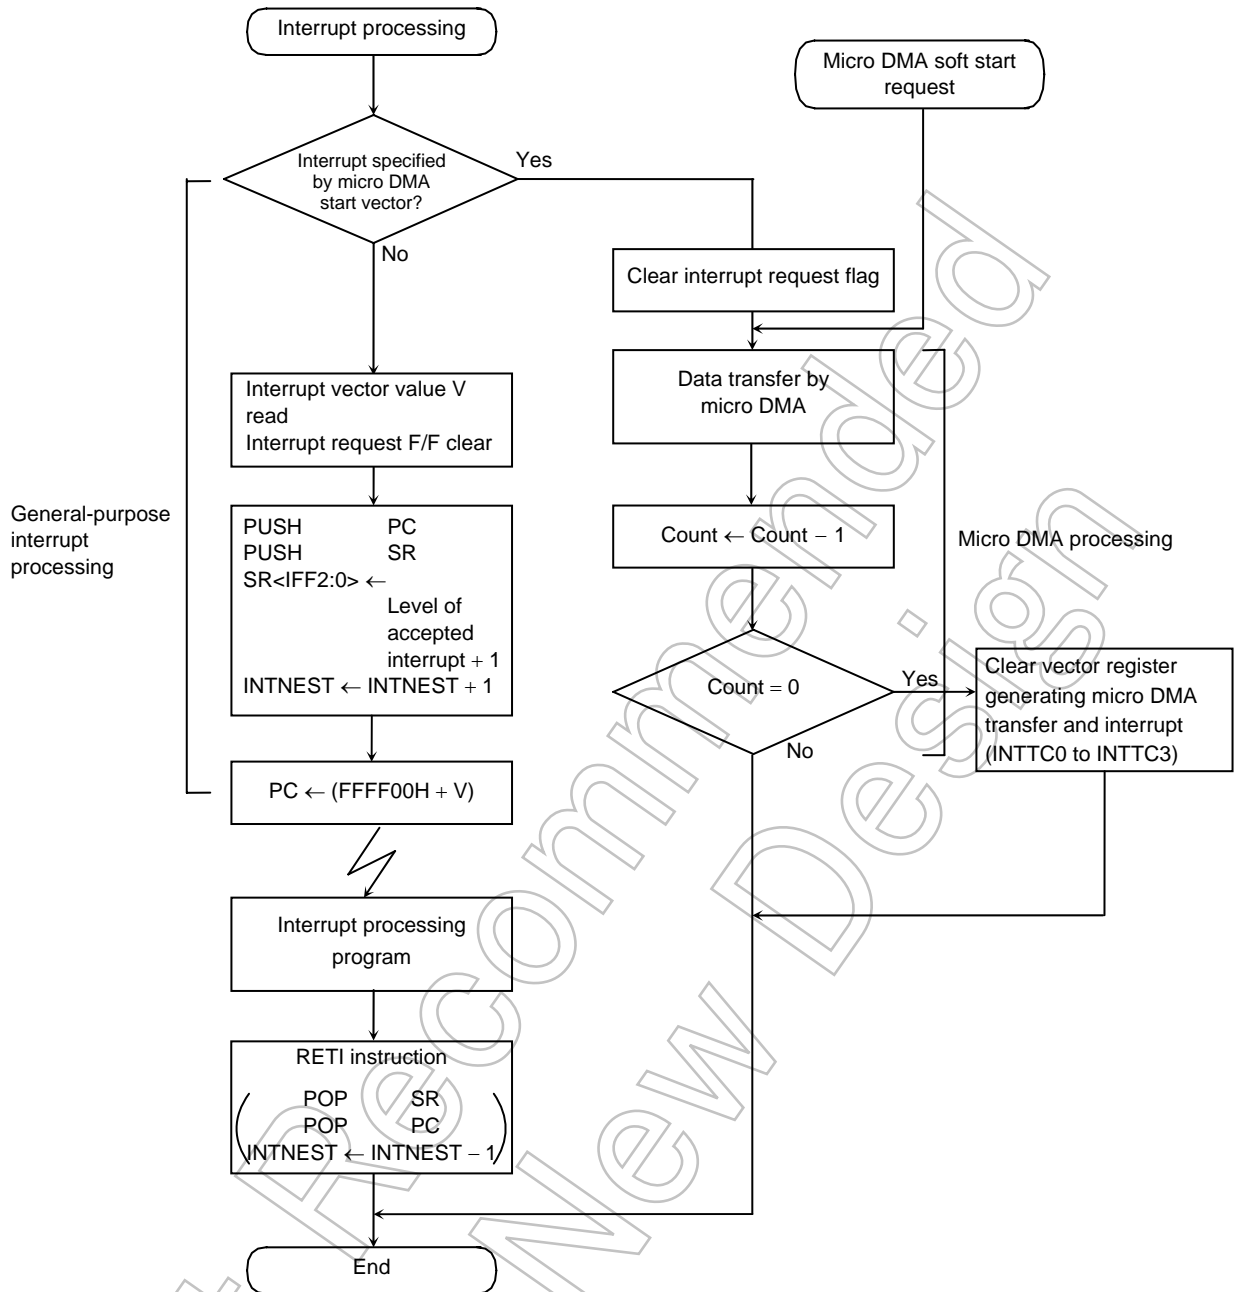 Interrupt processing
Micro DMA soft start
request
Interrupt specified
by micro DMA
start vector?
Yes
No
Clear interrupt request flag
Data transfer by
micro DMA
Interrupt vector value V
read
Interrupt request F/F clear
General-purpose
interrupt
processing
PUSH PC
PUSH SR
SR<IFF2:0> ←
Level of
accepted
interrupt + 1
INTNEST ← INTNEST + 1
Count ← Count − 1
Micro DMA processing
Count = 0
Yes
No
Clear vector register
generating micro DMA
transfer and interrupt
(INTTC0 to INTTC3)
PC ← (FFFF00H + V)
Interrupt processing
program
RETI instruction
POP SR
POP PC
INTNEST ← INTNEST − 1
End
Recommended
New Design